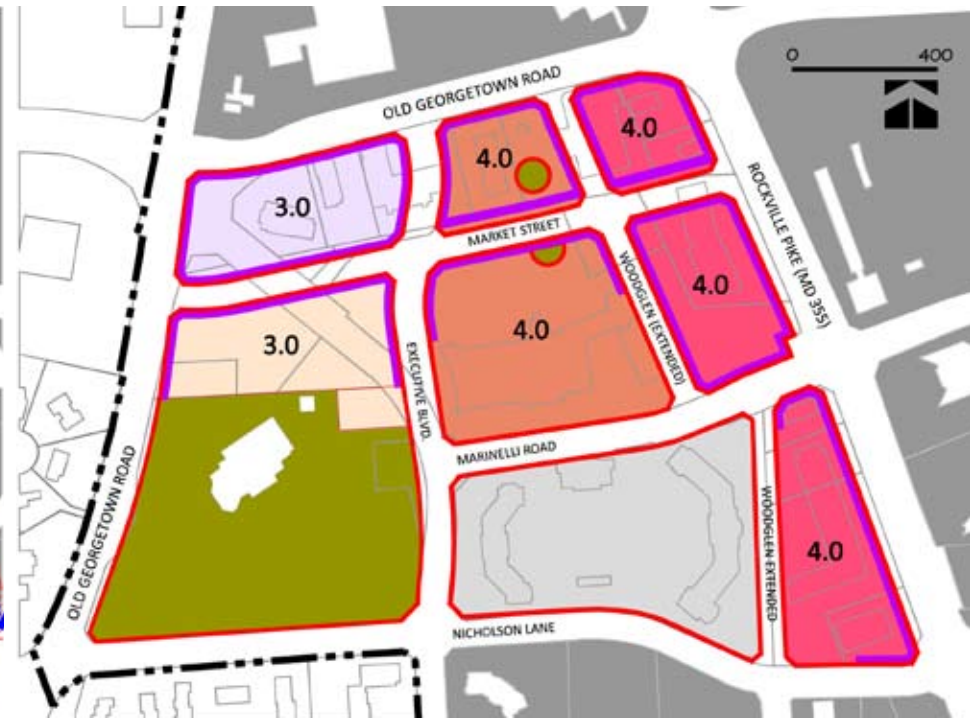 0 400
OLD GEORGETOWN ROAD
4.0
4.0
3.0
MARKET STREET
ROCKVILLE PIKE (MD 355)
WOODGLEN (EXTENDED)
4.0
4.0
3.0
EXECUTIVE BLVD.
MARINELLI ROAD
OLD GEORGETOWN ROAD
WOODGLEN EXTENDED
4.0
NICHOLSON LANE